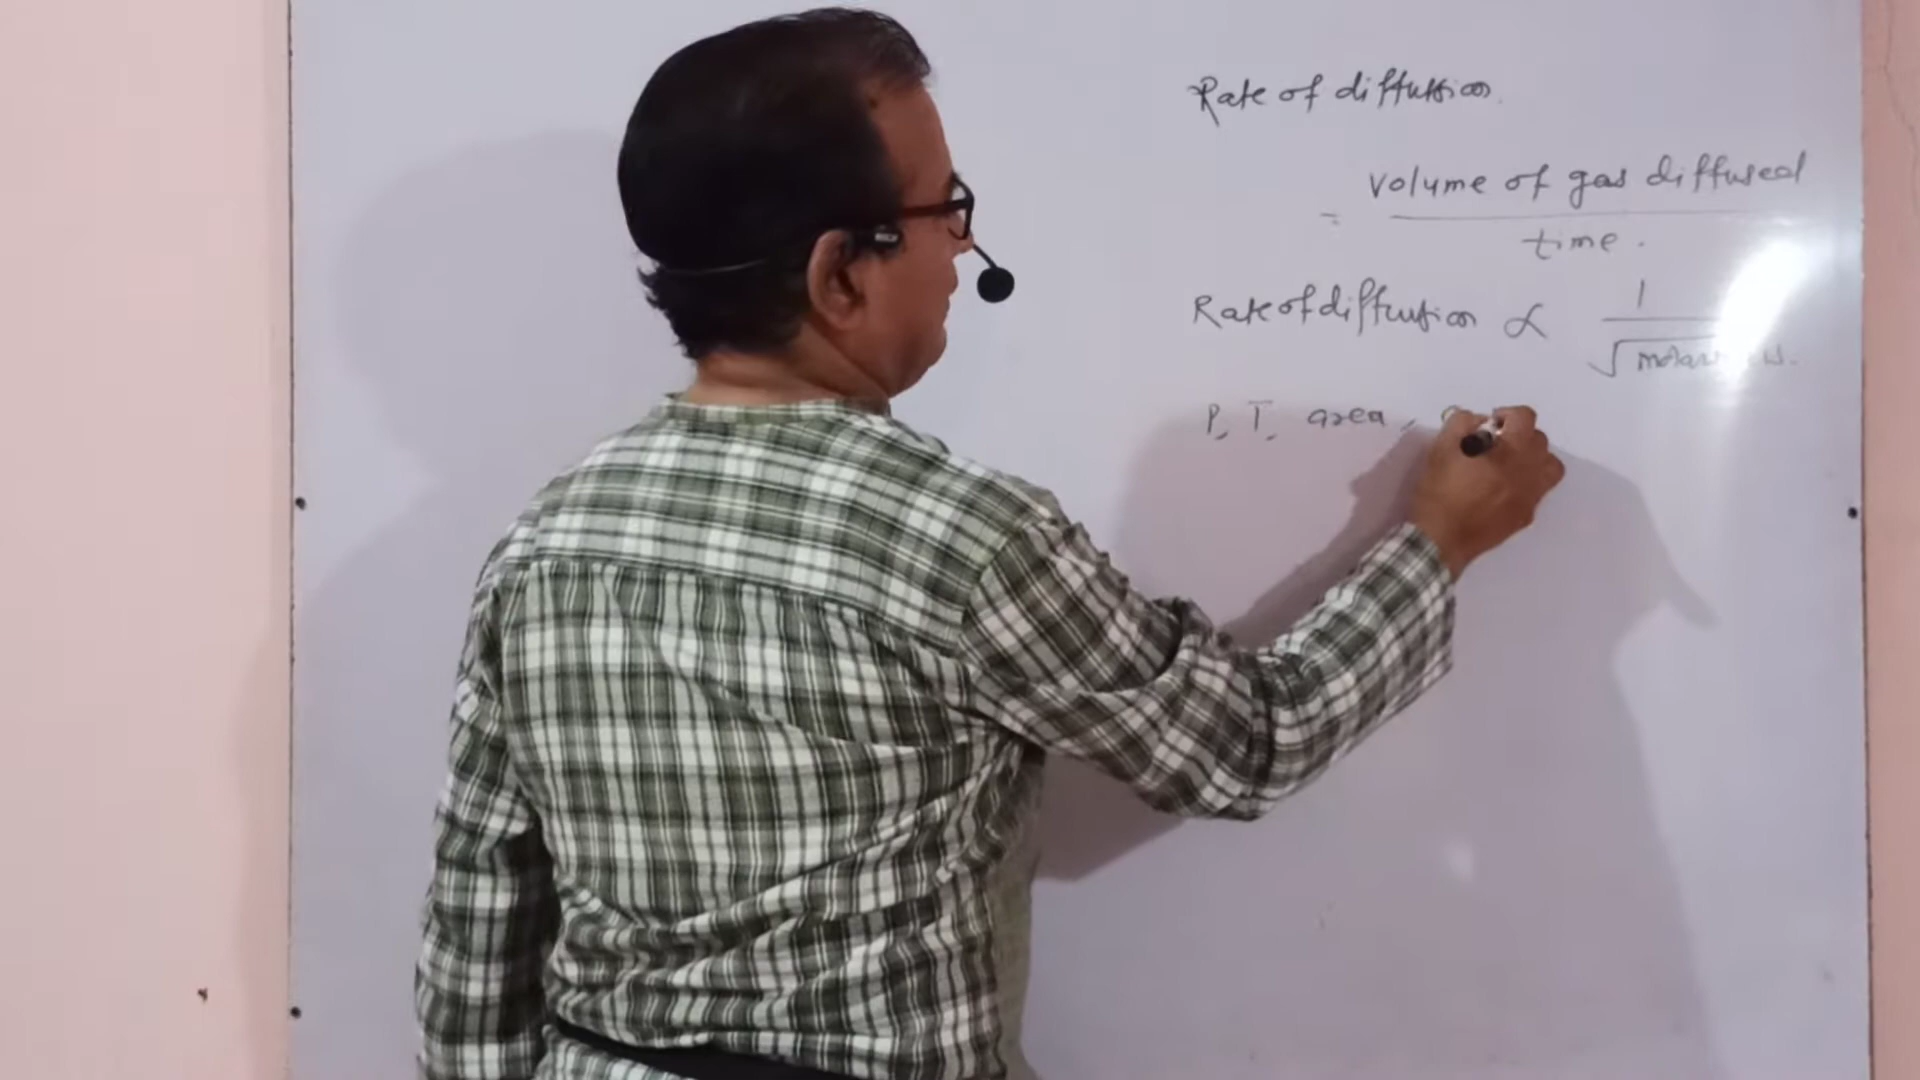 Rate of diffusion.
= volume of gas diffused
time.
Rate of diffusion ∝ 1
√molar
P, T, area,